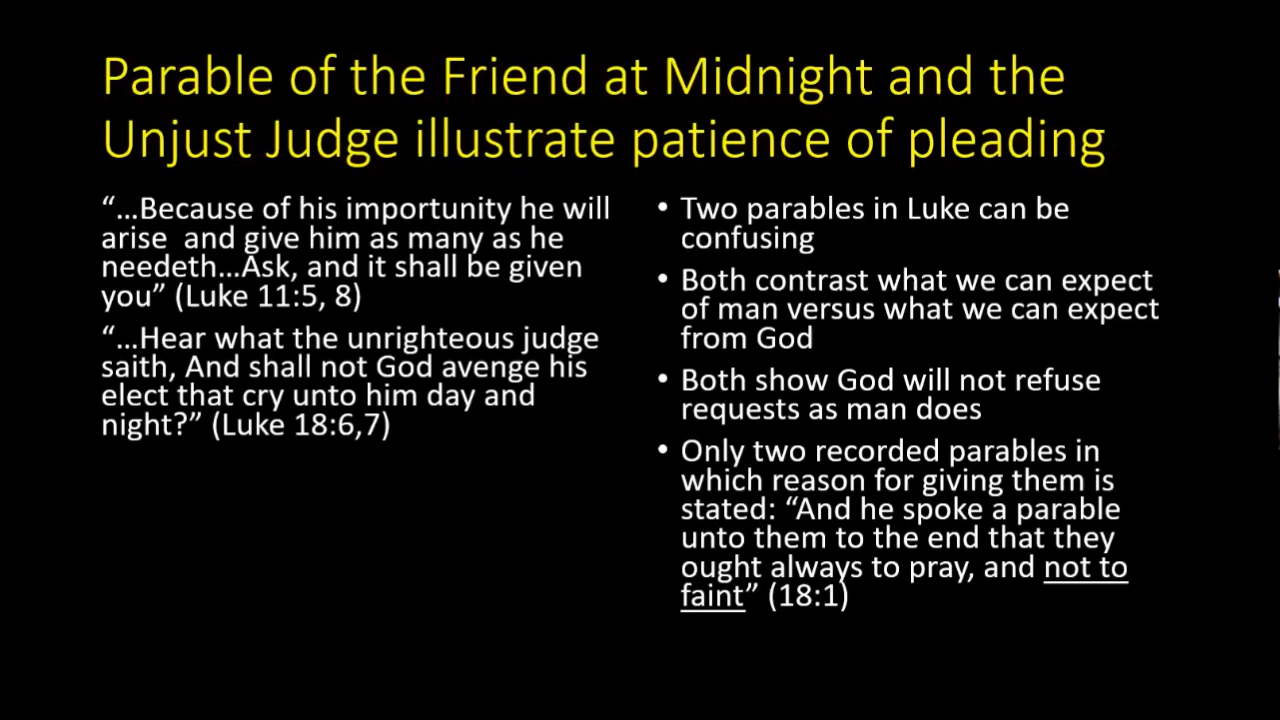 Parable of the Friend at Midnight and the
Unjust Judge illustrate patience of pleading
“…Because of his importunity he will
arise  and give him as many as he
needeth…Ask, and it shall be given
you” (Luke 11:5, 8)
“…Hear what the unrighteous judge
saith, And shall not God avenge his
elect that cry unto him day and
night?” (Luke 18:6,7)
• Two parables in Luke can be
confusing
• Both contrast what we can expect
of man versus what we can expect
from God
• Both show God will not refuse
requests as man does
• Only two recorded parables in
which reason for giving them is
stated: “And he spoke a parable
unto them to the end that they
ought always to pray, and not to
faint” (18:1)